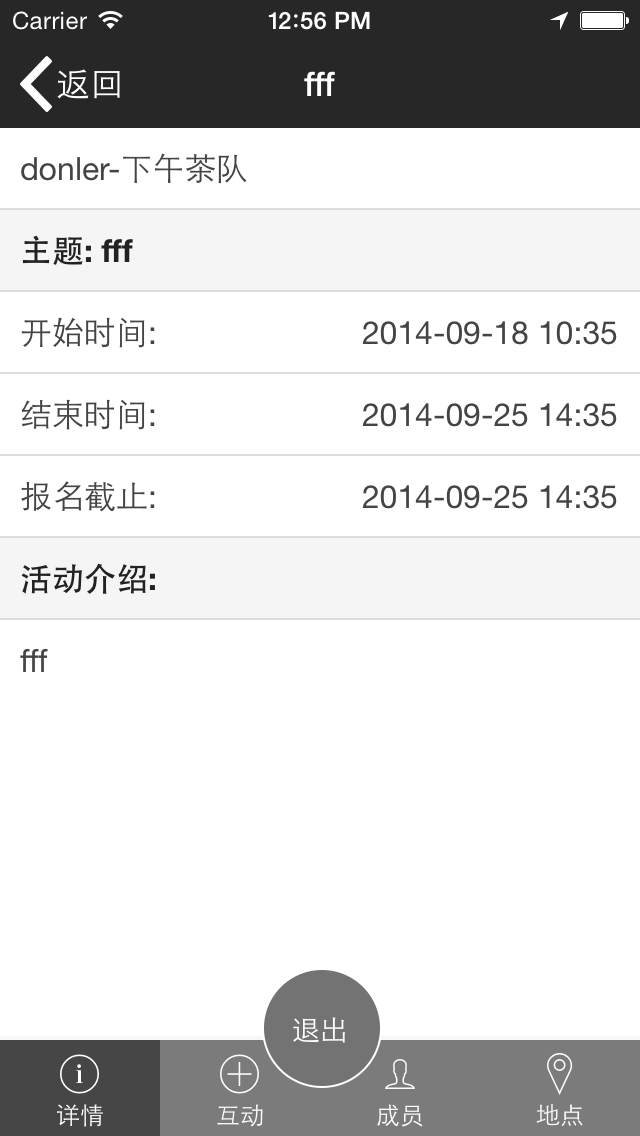 Carrier 12:56 PM
返回 fff
donler-下午茶队
主题: fff
开始时间: 2014-09-18 10:35
结束时间: 2014-09-25 14:35
报名截止: 2014-09-25 14:35
活动介绍:
fff
退出
详情 互动 成员 地点